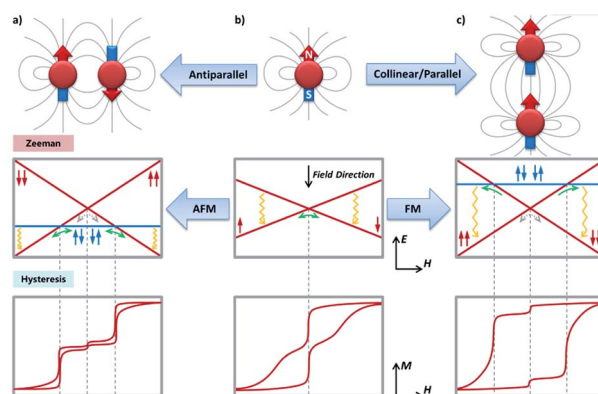 a)
b)
c)
N
S
Antiparallel
Collinear/Parallel
Zeeman
Field Direction
AFM
FM
E
H
Hysteresis
M
H